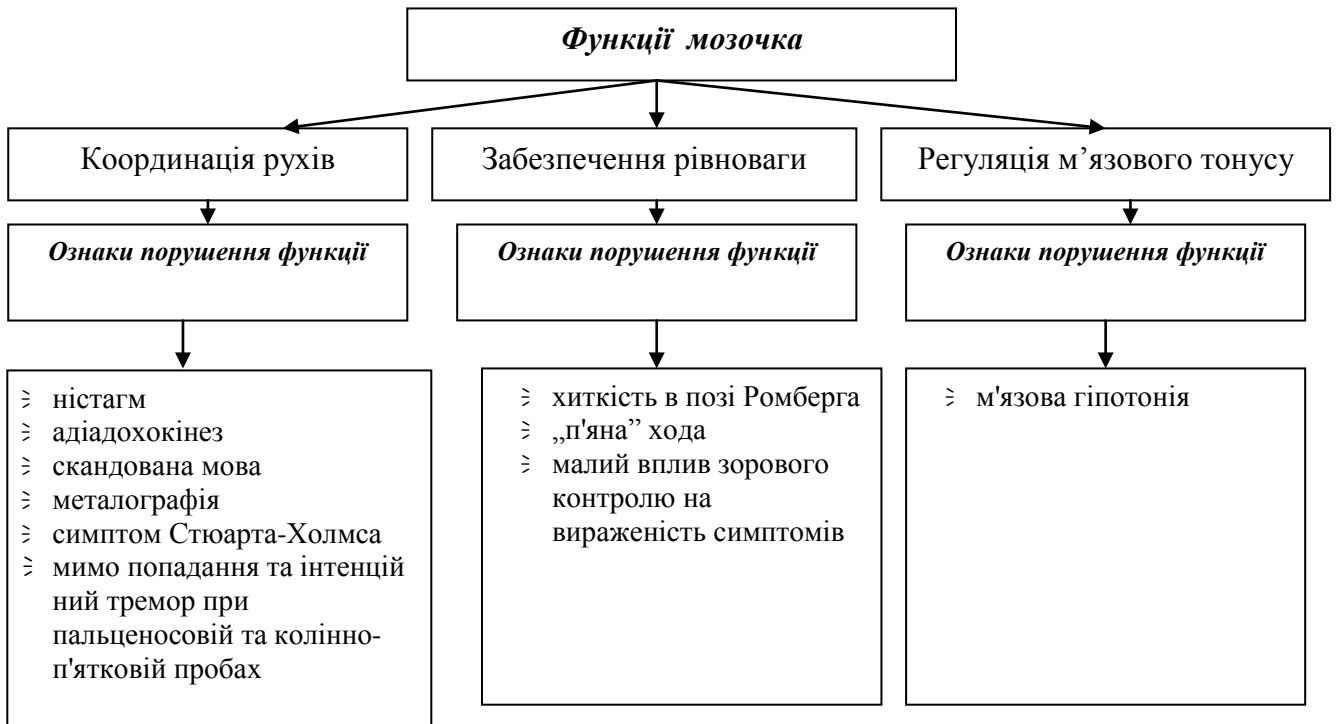 Функції мозочка
Координація рухів
Забезпечення рівноваги
Регуляція м’язового тонусу
Ознаки порушення функції
Ознаки порушення функції
Ознаки порушення функції
ністагм
адіадохокінез
скандована мова
металографія
симптом Стюарта-Холмса
мимо попадання та інтенцій
ний тремор при
пальценосовій та колінно-
п'ятковій пробах
хиткість в позі Ромберга
„п'яна” хода
малий вплив зорового
контролю на
вираженість симптомів
м'язова гіпотонія